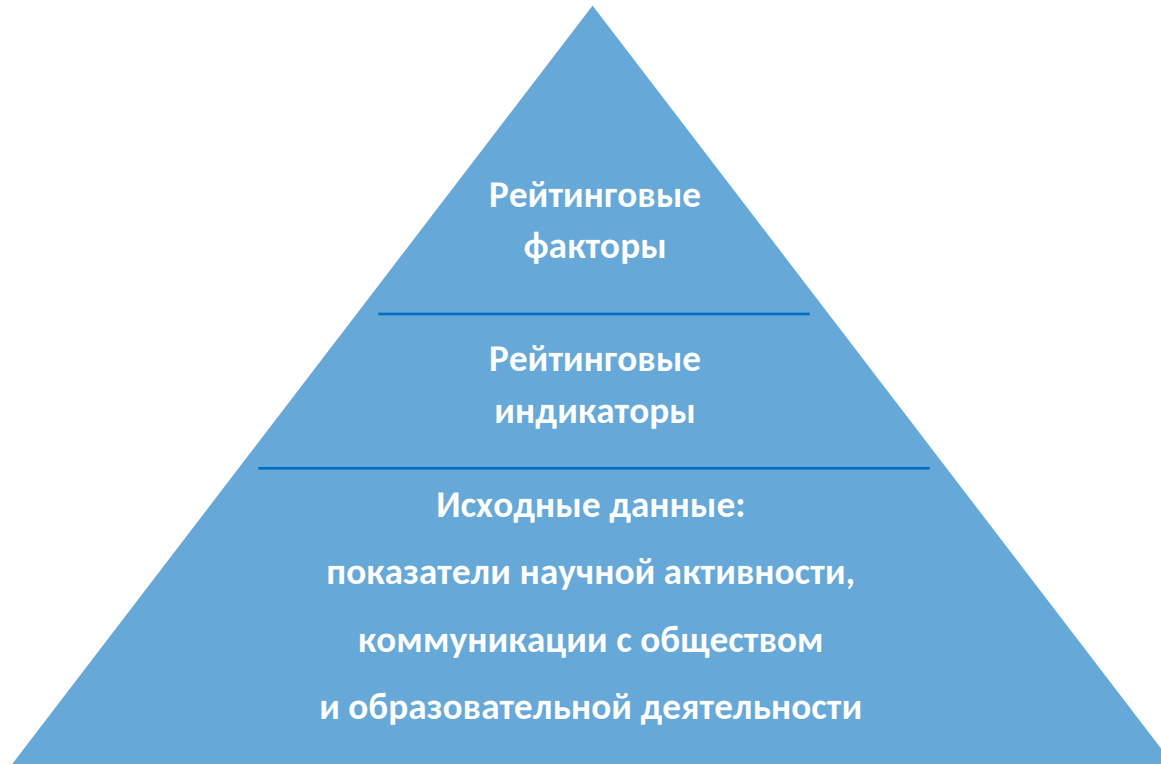 Рейтинговые
факторы
Рейтинговые
индикаторы
Исходные данные:
показатели научной активности,
коммуникации с обществом
и образовательной деятельности